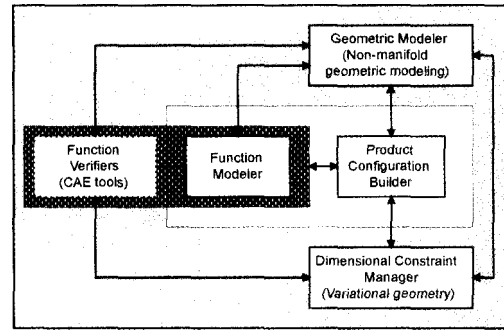 Geometric Modeler
(Non-manifold
geometric modeling)
Function
Verifiers
(CAE tools)
Function
Modeler
Product
Configuration
Builder
Dimensional Constraint
Manager
(Variational geometry)